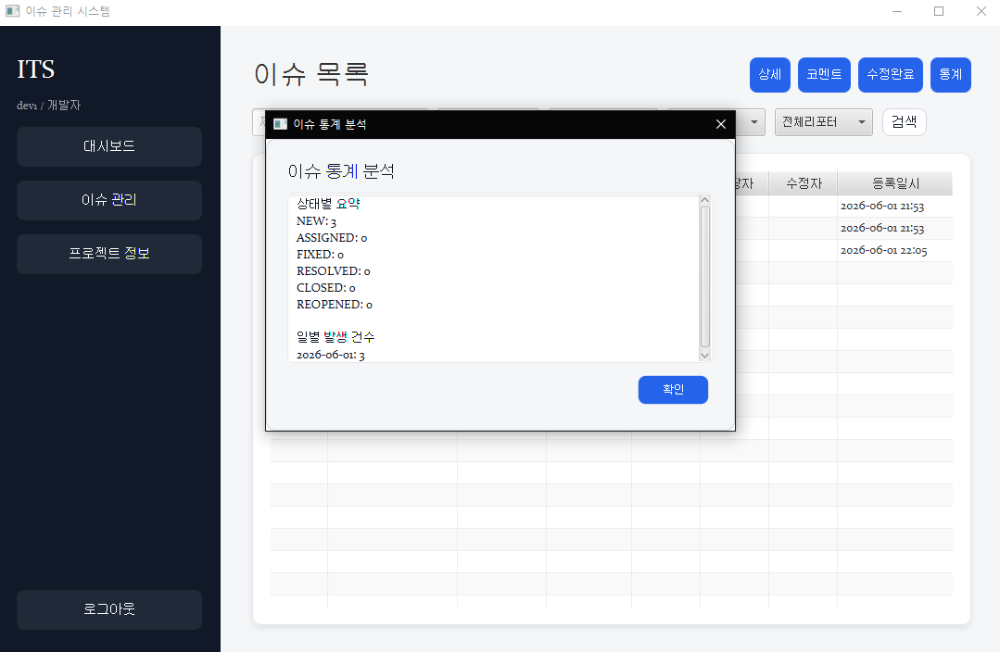 이슈 관리 시스템
ITS
dev1 / 개발자
대시보드
이슈 관리
프로젝트 정보
로그아웃
이슈 목록
상세
코멘트
수정완료
통계
전체리포터
검색
수정자
등록일시
2026-06-01 21:53
2026-06-01 21:53
2026-06-01 22:05
이슈 통계 분석
이슈 통계 분석
상태별 요약
NEW: 3
ASSIGNED: 0
FIXED: 0
RESOLVED: 0
CLOSED: 0
REOPENED: 0
일별 발생 건수
2026-06-01: 3
확인